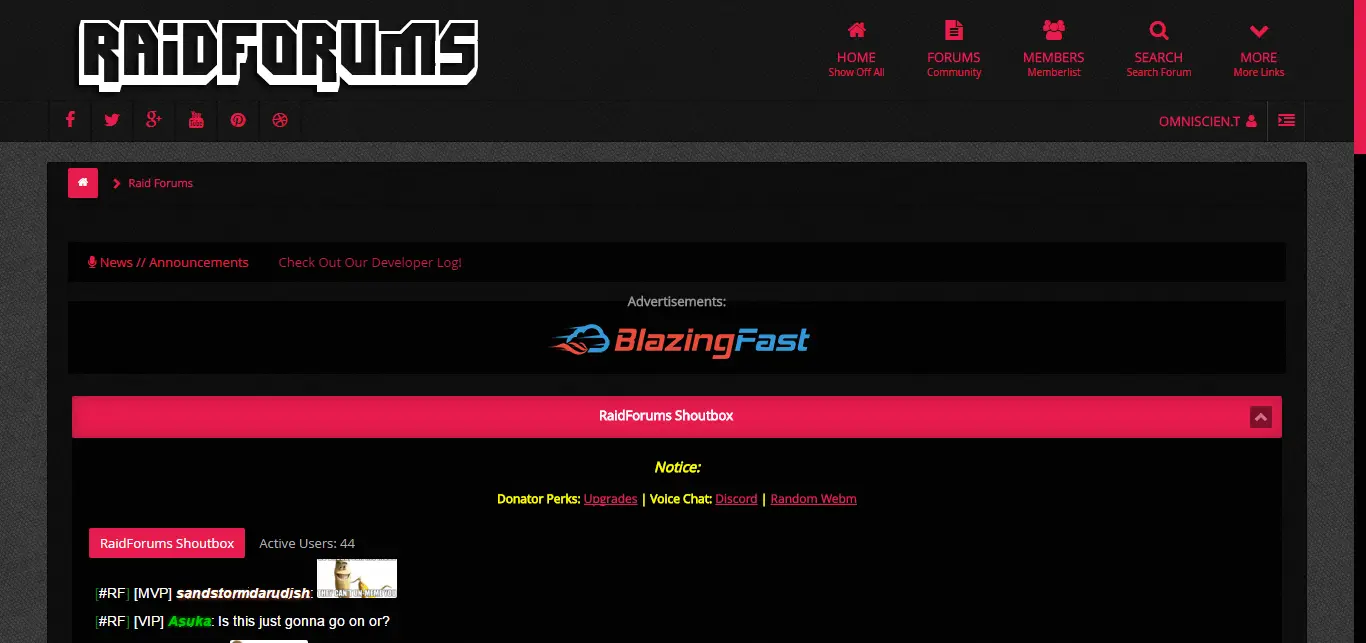 RAIDFORUMS
HOME
Show Off All
FORUMS
Community
MEMBERS
Memberlist
SEARCH
Search Forum
MORE
More Links
OMNISCIEN.T
Raid Forums
News // Announcements Check Out Our Developer Log!
Advertisements:
BlazingFast
RaidForums Shoutbox
Notice:
Donator Perks: Upgrades | Voice Chat: Discord | Random Webm
RaidForums Shoutbox Active Users: 44
[#RF] [MVP] sandstormdarudish:
[#RF] [VIP] Asuka: Is this just gonna go on or?